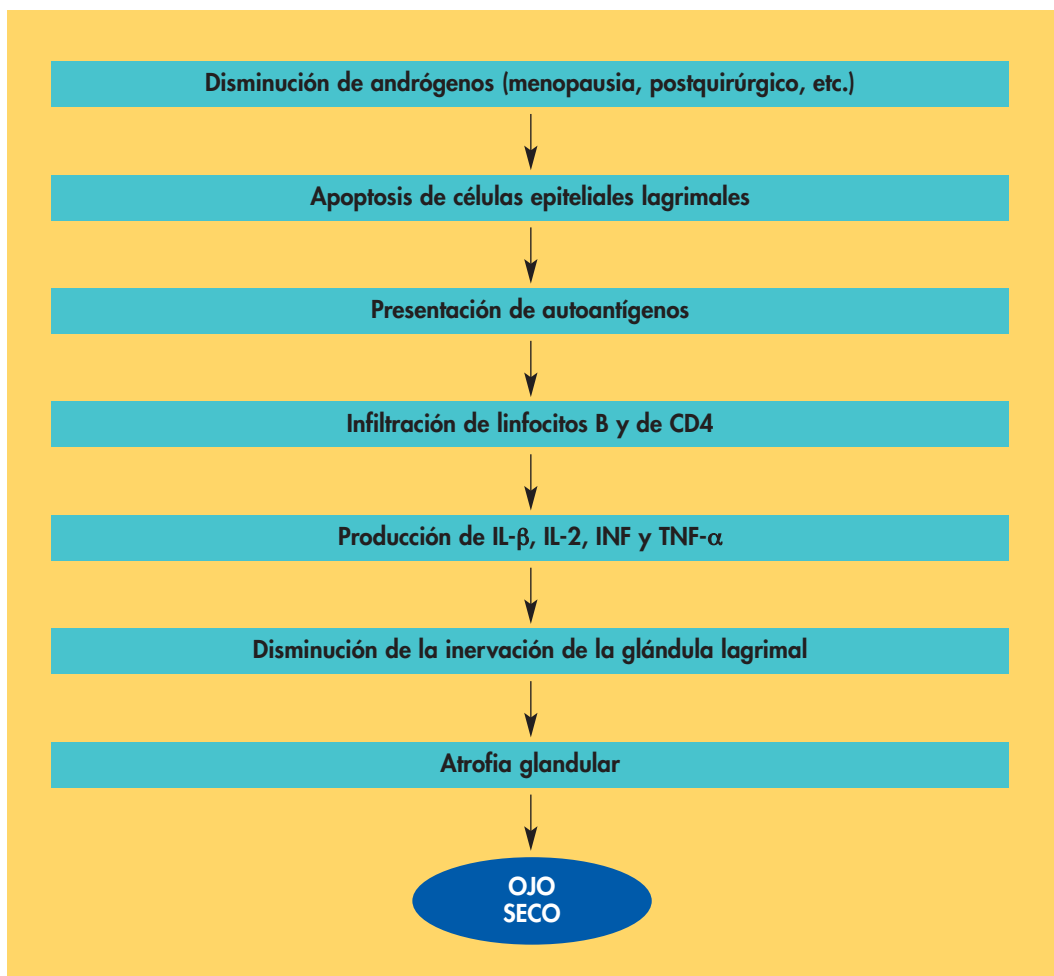 Disminución de andrógenos (menopausia, postquirúrgico, etc.)
Apoptosis de células epiteliales lagrimales
Presentación de autoantígenos
Infiltración de linfocitos B y de CD4
Producción de IL-β, IL-2, INF y TNF-α
Disminución de la inervación de la glándula lagrimal
Atrofia glandular
OJO
SECO